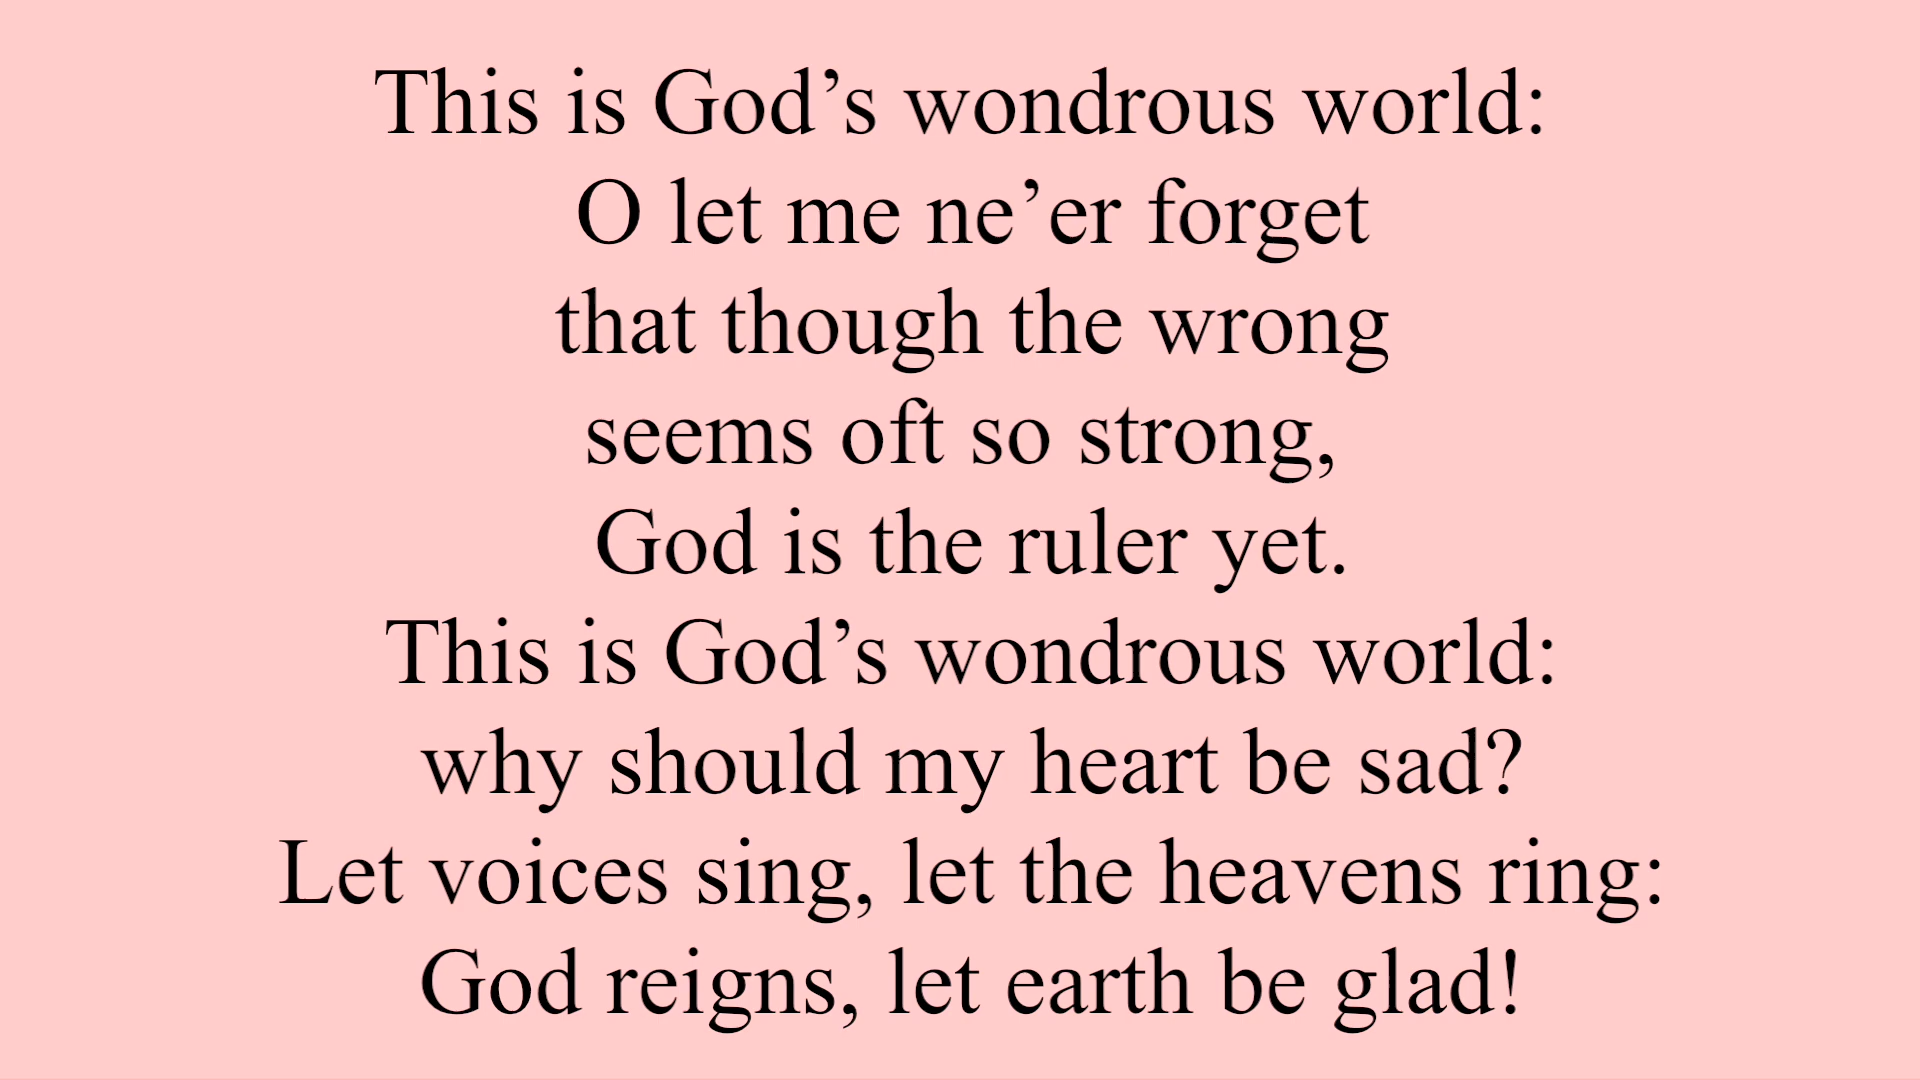 This is God’s wondrous world:
O let me ne’er forget
that though the wrong
seems oft so strong,
God is the ruler yet.
This is God’s wondrous world:
why should my heart be sad?
Let voices sing, let the heavens ring:
God reigns, let earth be glad!